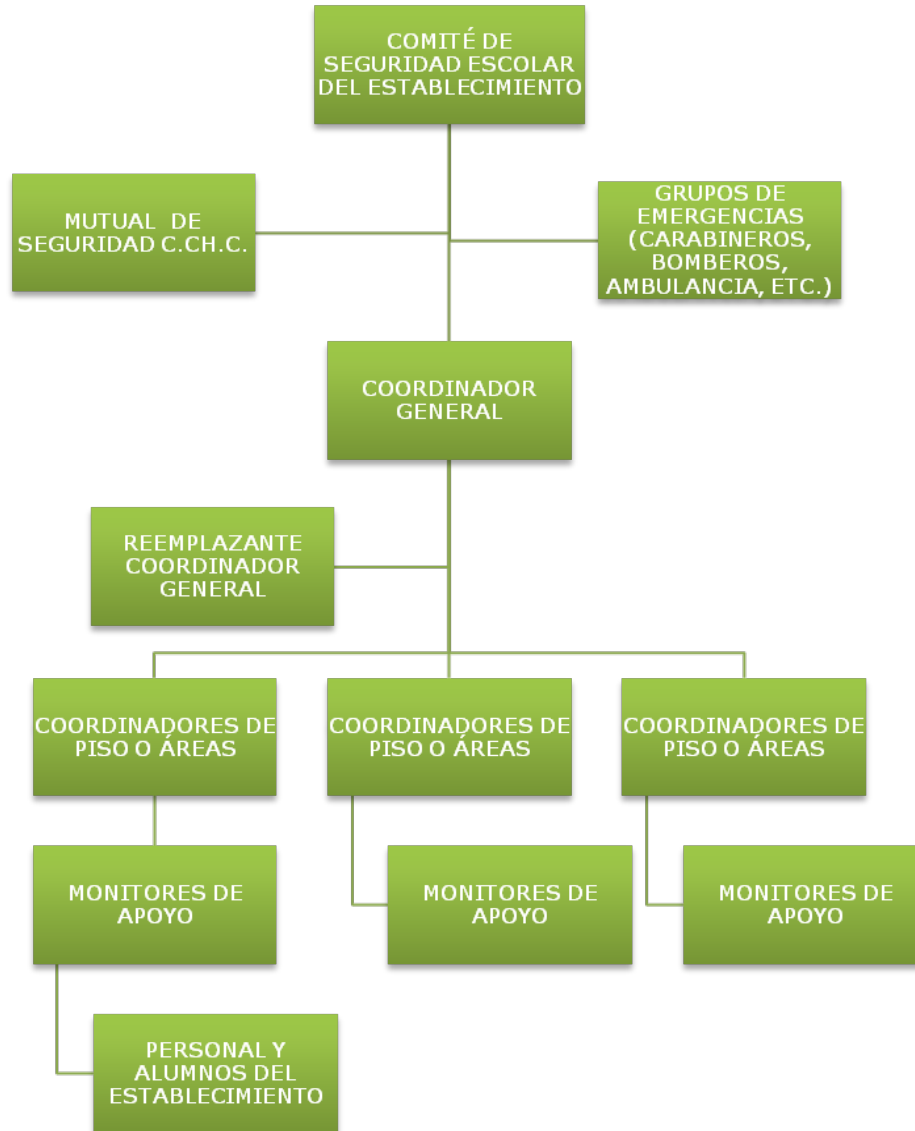 COMITÉ DE
SEGURIDAD ESCOLAR
DEL ESTABLECIMIENTO
MUTUAL DE
SEGURIDAD C.CH.C.
GRUPOS DE
EMERGENCIAS
(CARABINEROS,
BOMBEROS,
AMBULANCIA, ETC.)
COORDINADOR
GENERAL
REEMPLAZANTE
COORDINADOR
GENERAL
COORDINADORES DE
PISO O ÁREAS
COORDINADORES DE
PISO O ÁREAS
COORDINADORES DE
PISO O ÁREAS
MONITORES DE
APOYO
MONITORES DE
APOYO
MONITORES DE
APOYO
PERSONAL Y
ALUMNOS DEL
ESTABLECIMIENTO